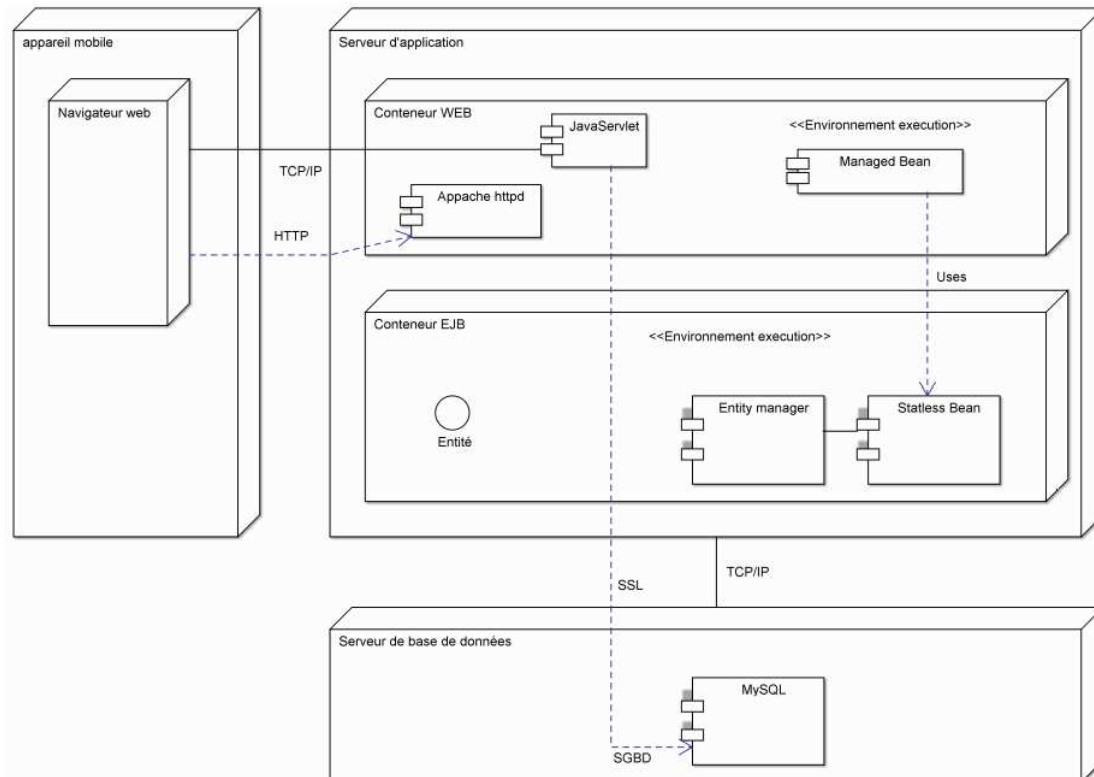 appareil mobile
Serveur d'application
Navigateur web
Conteneur WEB
JavaServlet
<<Environnement execution>>
TCP/IP
Managed Bean
Appache httpd
HTTP
Uses
Conteneur EJB
<<Environnement execution>>
Entity manager
Statless Bean
Entité
TCP/IP
SSL
Serveur de base de données
MySQL
SGBD